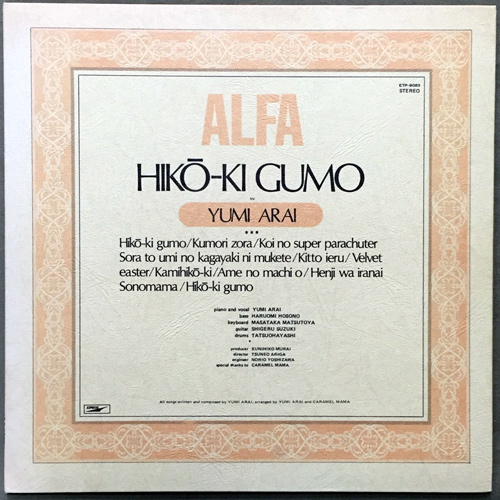 ETP-9083
STEREO
ALFA
HIKŌ-KI GUMO
by
YUMI ARAI
***
Hikō-ki gumo/Kumori zora/Koi no super parachuter
Sora to umi no kagayaki ni mukete/Kitto ieru/Velvet
easter/Kamihikō-ki/Ame no machi o/Henji wa iranai
Sonomama/Hikō-ki gumo
piano and vocal YUMI ARAI
bass HARUOMI HOSONO
keyboard MASATAKA MATSUTOYA
guitar SHIGERU SUZUKI
drums TATSUOHAYASHI
*
producer KUNIHIKO MURAI
director TSUNEO ARIGA
engineer NORIO YOSHIZAWA
special thanks to CARAMEL MAMA
All songs written and composed by YUMI ARAI, arranged by YUMI ARAI and CARAMEL MAMA